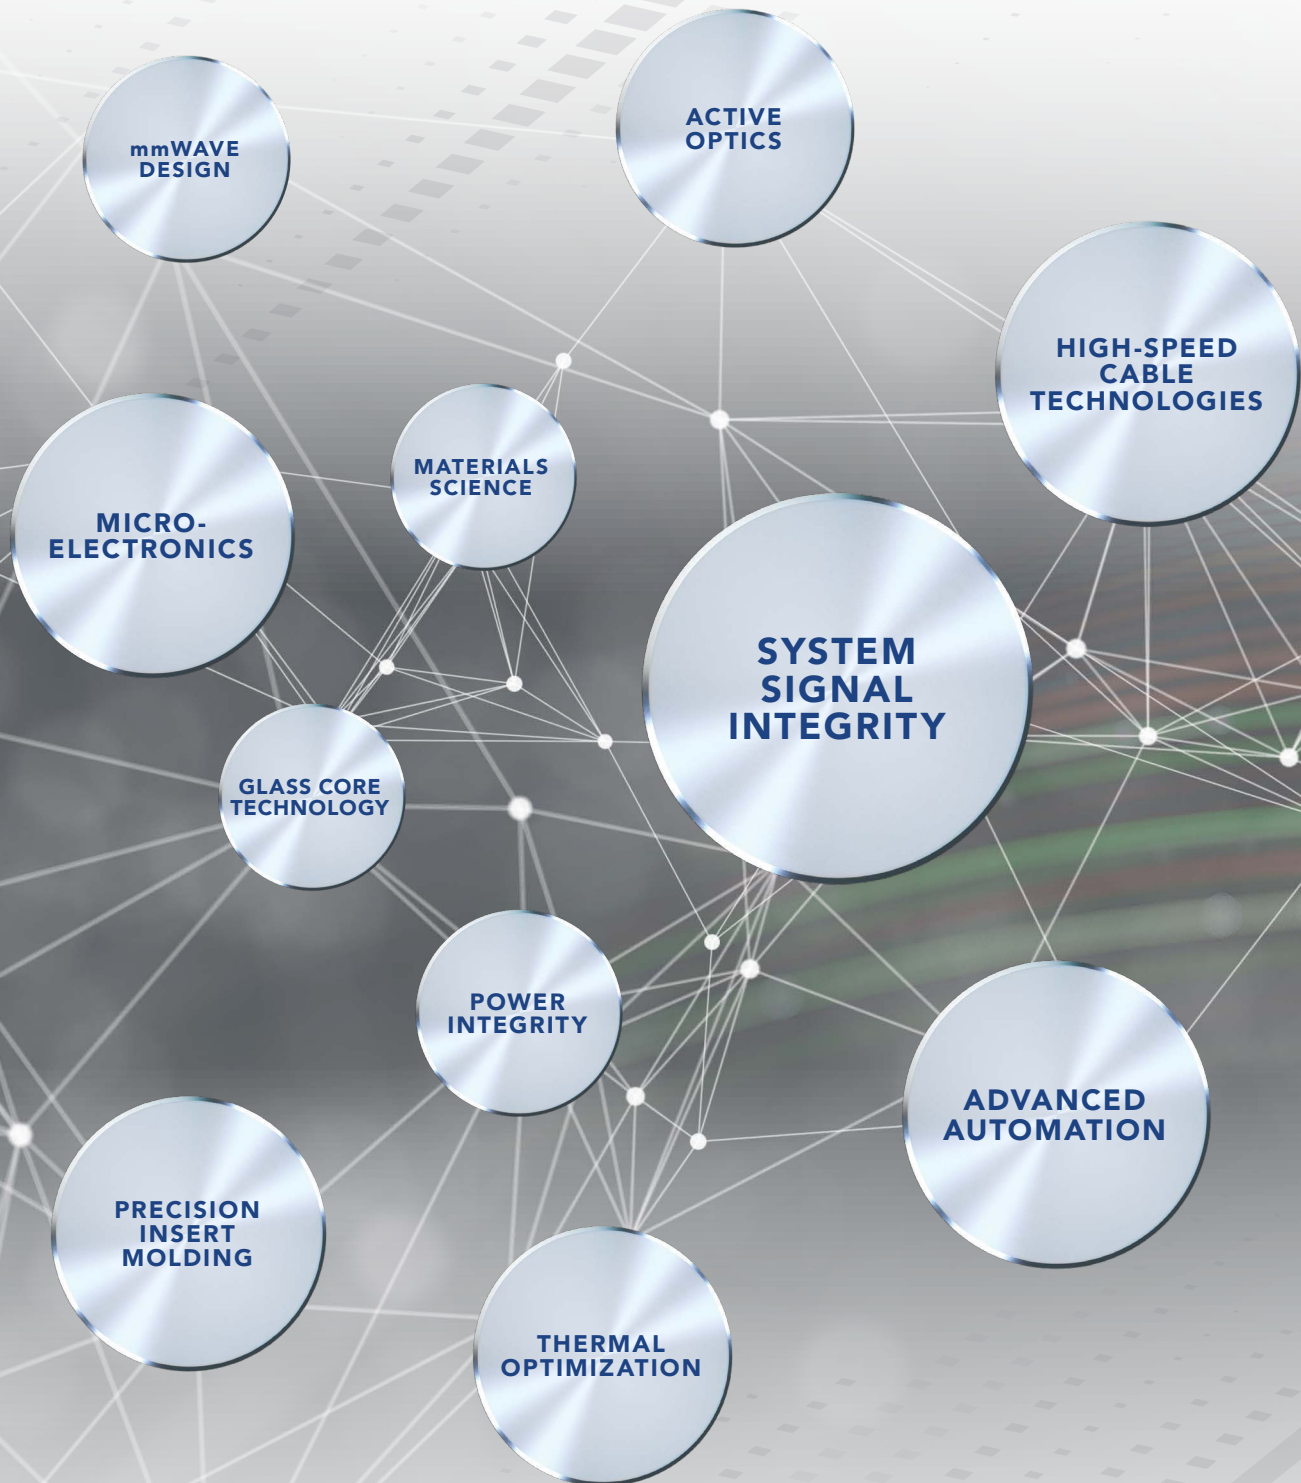 mmWAVE
DESIGN
ACTIVE
OPTICS
HIGH-SPEED
CABLE
TECHNOLOGIES
MATERIALS
SCIENCE
MICRO-
ELECTRONICS
SYSTEM
SIGNAL
INTEGRITY
GLASS CORE
TECHNOLOGY
POWER
INTEGRITY
ADVANCED
AUTOMATION
PRECISION
INSERT
MOLDING
THERMAL
OPTIMIZATION